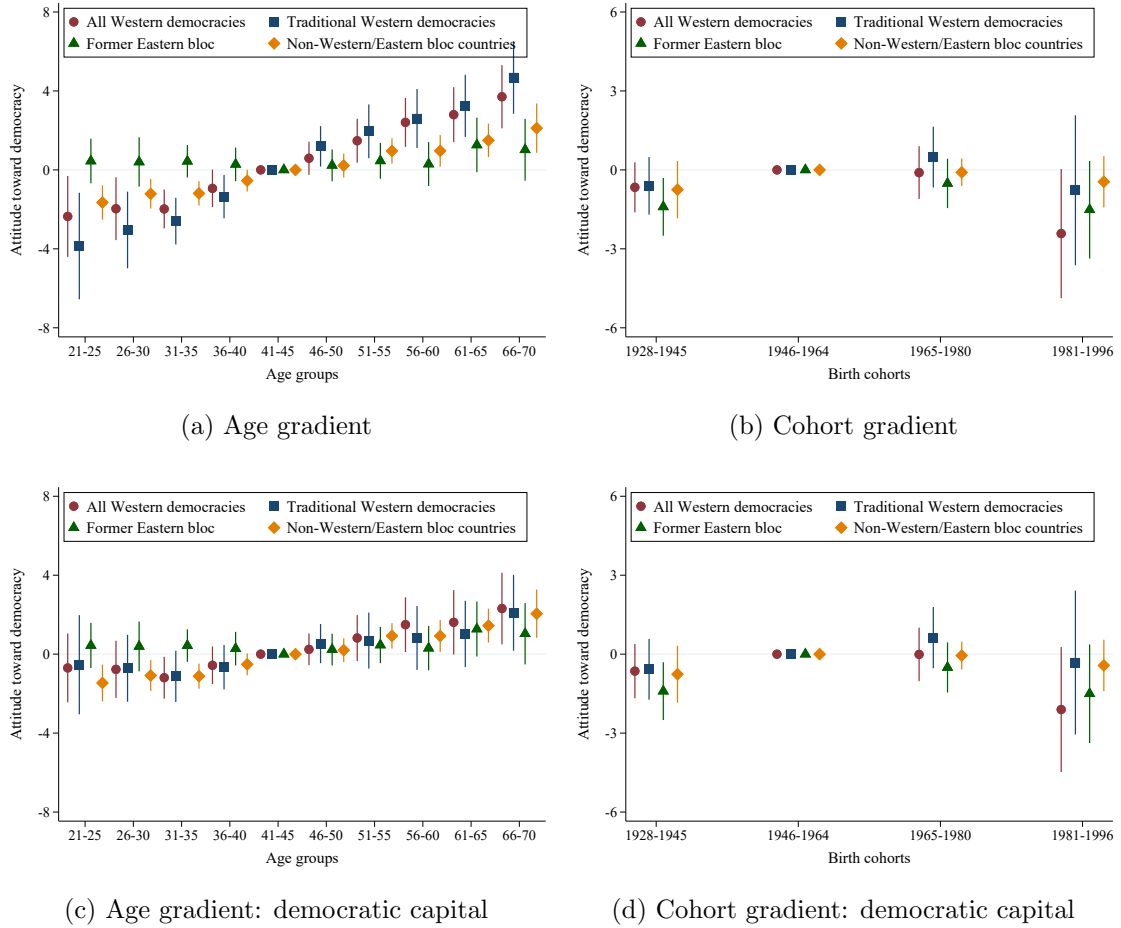 All Western democracies Traditional Western democracies
Former Eastern bloc Non-Western/Eastern bloc countries
Attitude toward democracy
8
4
0
-4
-8
21-25 26-30 31-35 36-40 41-45 46-50 51-55 56-60 61-65 66-70
Age groups
(a) Age gradient
All Western democracies Traditional Western democracies
Former Eastern bloc Non-Western/Eastern bloc countries
Attitude toward democracy
6
3
0
-3
-6
1928-1945 1946-1964 1965-1980 1981-1996
Birth cohorts
(b) Cohort gradient
All Western democracies Traditional Western democracies
Former Eastern bloc Non-Western/Eastern bloc countries
Attitude toward democracy
8
4
0
-4
-8
21-25 26-30 31-35 36-40 41-45 46-50 51-55 56-60 61-65 66-70
Age groups
(c) Age gradient: democratic capital
All Western democracies Traditional Western democracies
Former Eastern bloc Non-Western/Eastern bloc countries
Attitude toward democracy
6
3
0
-3
-6
1928-1945 1946-1964 1965-1980 1981-1996
Birth cohorts
(d) Cohort gradient: democratic capital